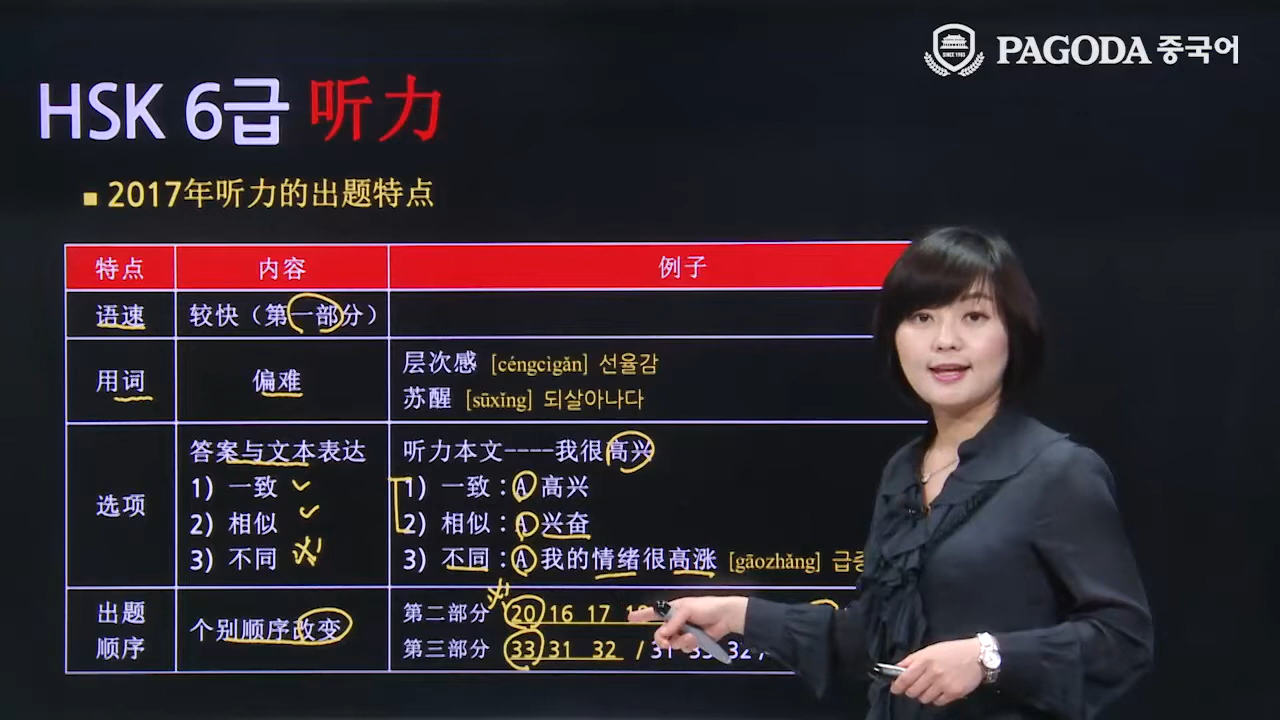 SINCE 1983
PAGODA 중국어
HSK 6급 听力
2017年听力的出题特点
特点 内容 例子
语速 较快（第一部分）
用词 偏难
层次感 [céngcìgǎn] 선율감
苏醒 [sūxǐng] 되살아나다
选项
答案与文本表达
1) 一致
2) 相似
3) 不同
听力本文----我很高兴
1) 一致：A 高兴
2) 相似：A 兴奋
3) 不同：A 我的情绪很高涨 [gāozhǎng]
出题
顺序
个别顺序改变
第二部分 20 16 17
第三部分 33 31 32 / 31 33 32 /